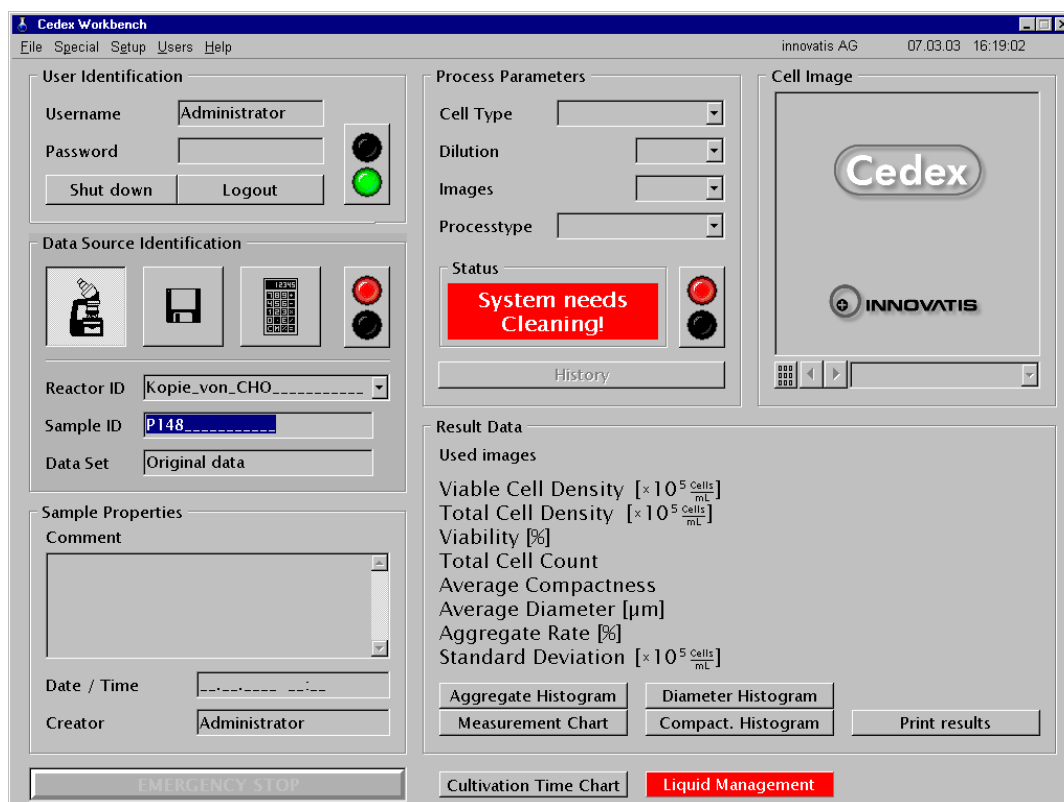 Cedex Workbench
File Special Setup Users Help innovatis AG 07.03.03 16:19:02
User Identification
Username Administrator
Password
Shut down Logout
Data Source Identification
12345
Reactor ID Kopie_von_CHO___________
Sample ID P148___________
Data Set Original data
Sample Properties
Comment
Date / Time __.__.____ __:__
Creator Administrator
EMERGENCY STOP
Process Parameters
Cell Type
Dilution
Images
Processtype
Status
System needs
Cleaning!
History
Cell Image
Cedex
INNOVATIS
Result Data
Used images
Viable Cell Density [×10⁵ Cells/mL]
Total Cell Density [×10⁵ Cells/mL]
Viability [%]
Total Cell Count
Average Compactness
Average Diameter [µm]
Aggregate Rate [%]
Standard Deviation [×10⁵ Cells/mL]
Aggregate Histogram Diameter Histogram
Measurement Chart Compact. Histogram Print results
Cultivation Time Chart Liquid Management